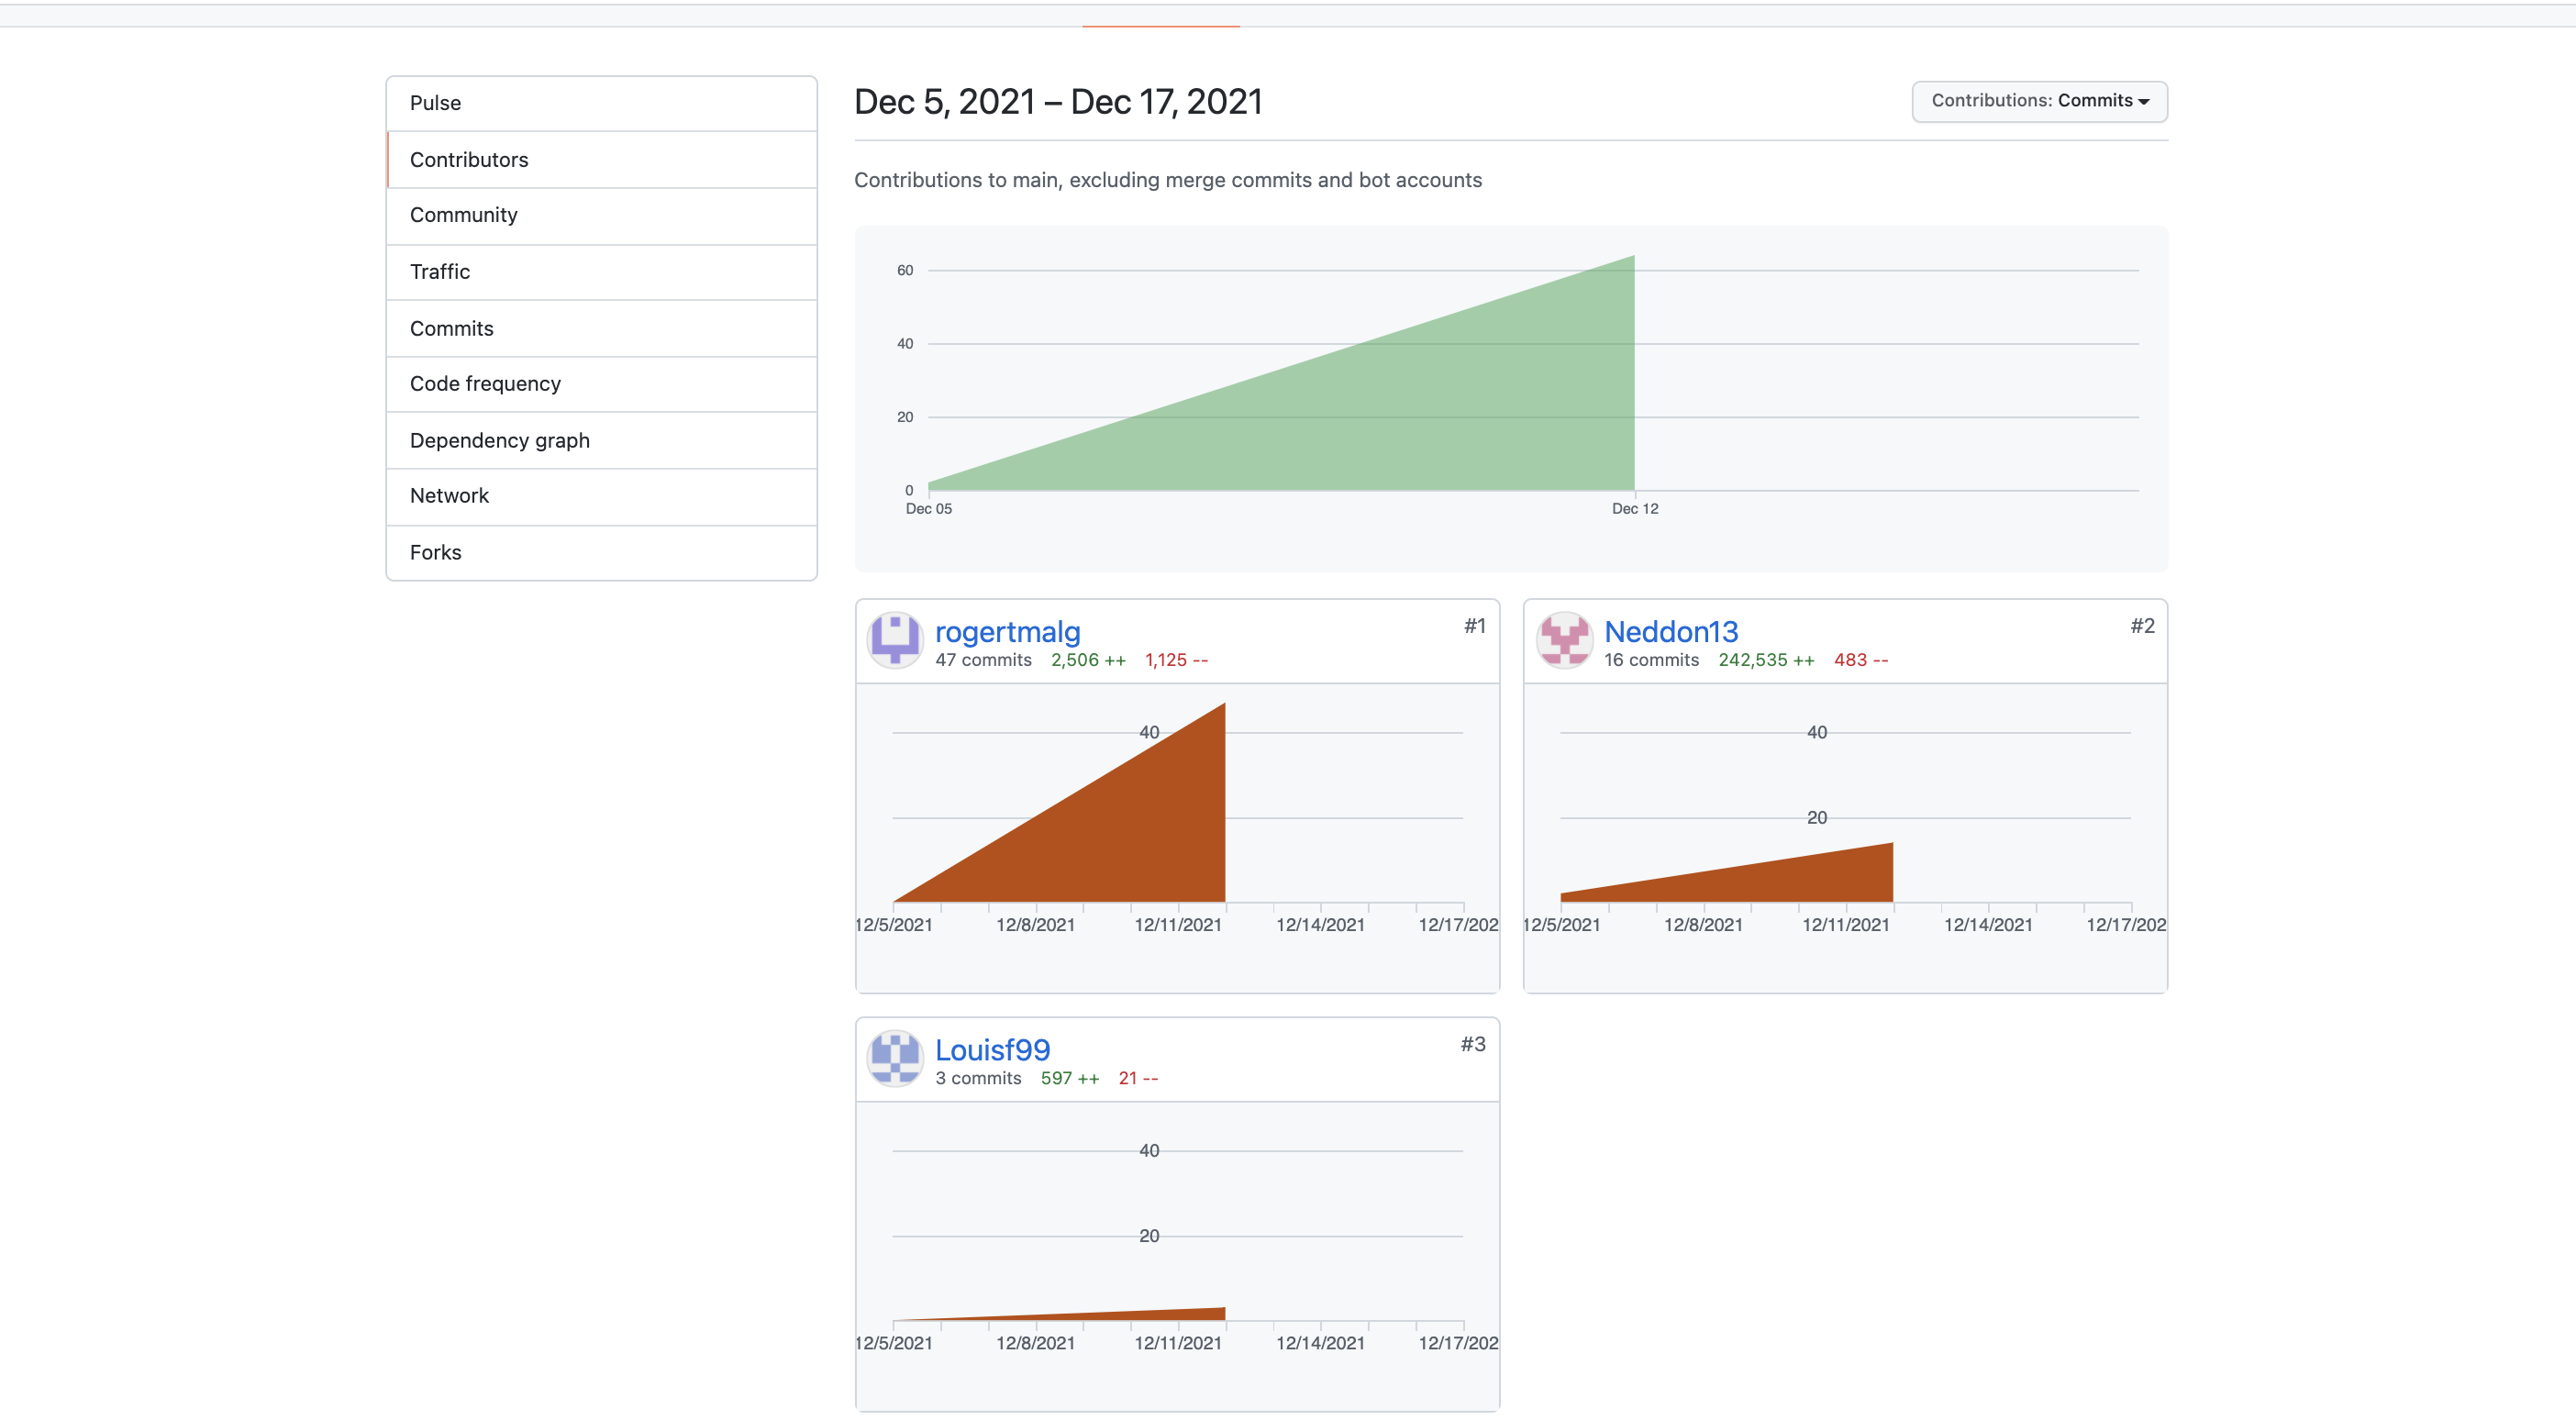 Pulse
Contributors
Community
Traffic
Commits
Code frequency
Dependency graph
Network
Forks
Dec 5, 2021 – Dec 17, 2021
Contributions: Commits
Contributions to main, excluding merge commits and bot accounts
60
40
20
0
Dec 05 Dec 12
rogertmalg #1
47 commits 2,506 ++ 1,125 --
40
12/5/2021 12/8/2021 12/11/2021 12/14/2021 12/17/202
Neddon13 #2
16 commits 242,535 ++ 483 --
40
20
12/5/2021 12/8/2021 12/11/2021 12/14/2021 12/17/202
Louisf99 #3
3 commits 597 ++ 21 --
40
20
12/5/2021 12/8/2021 12/11/2021 12/14/2021 12/17/202